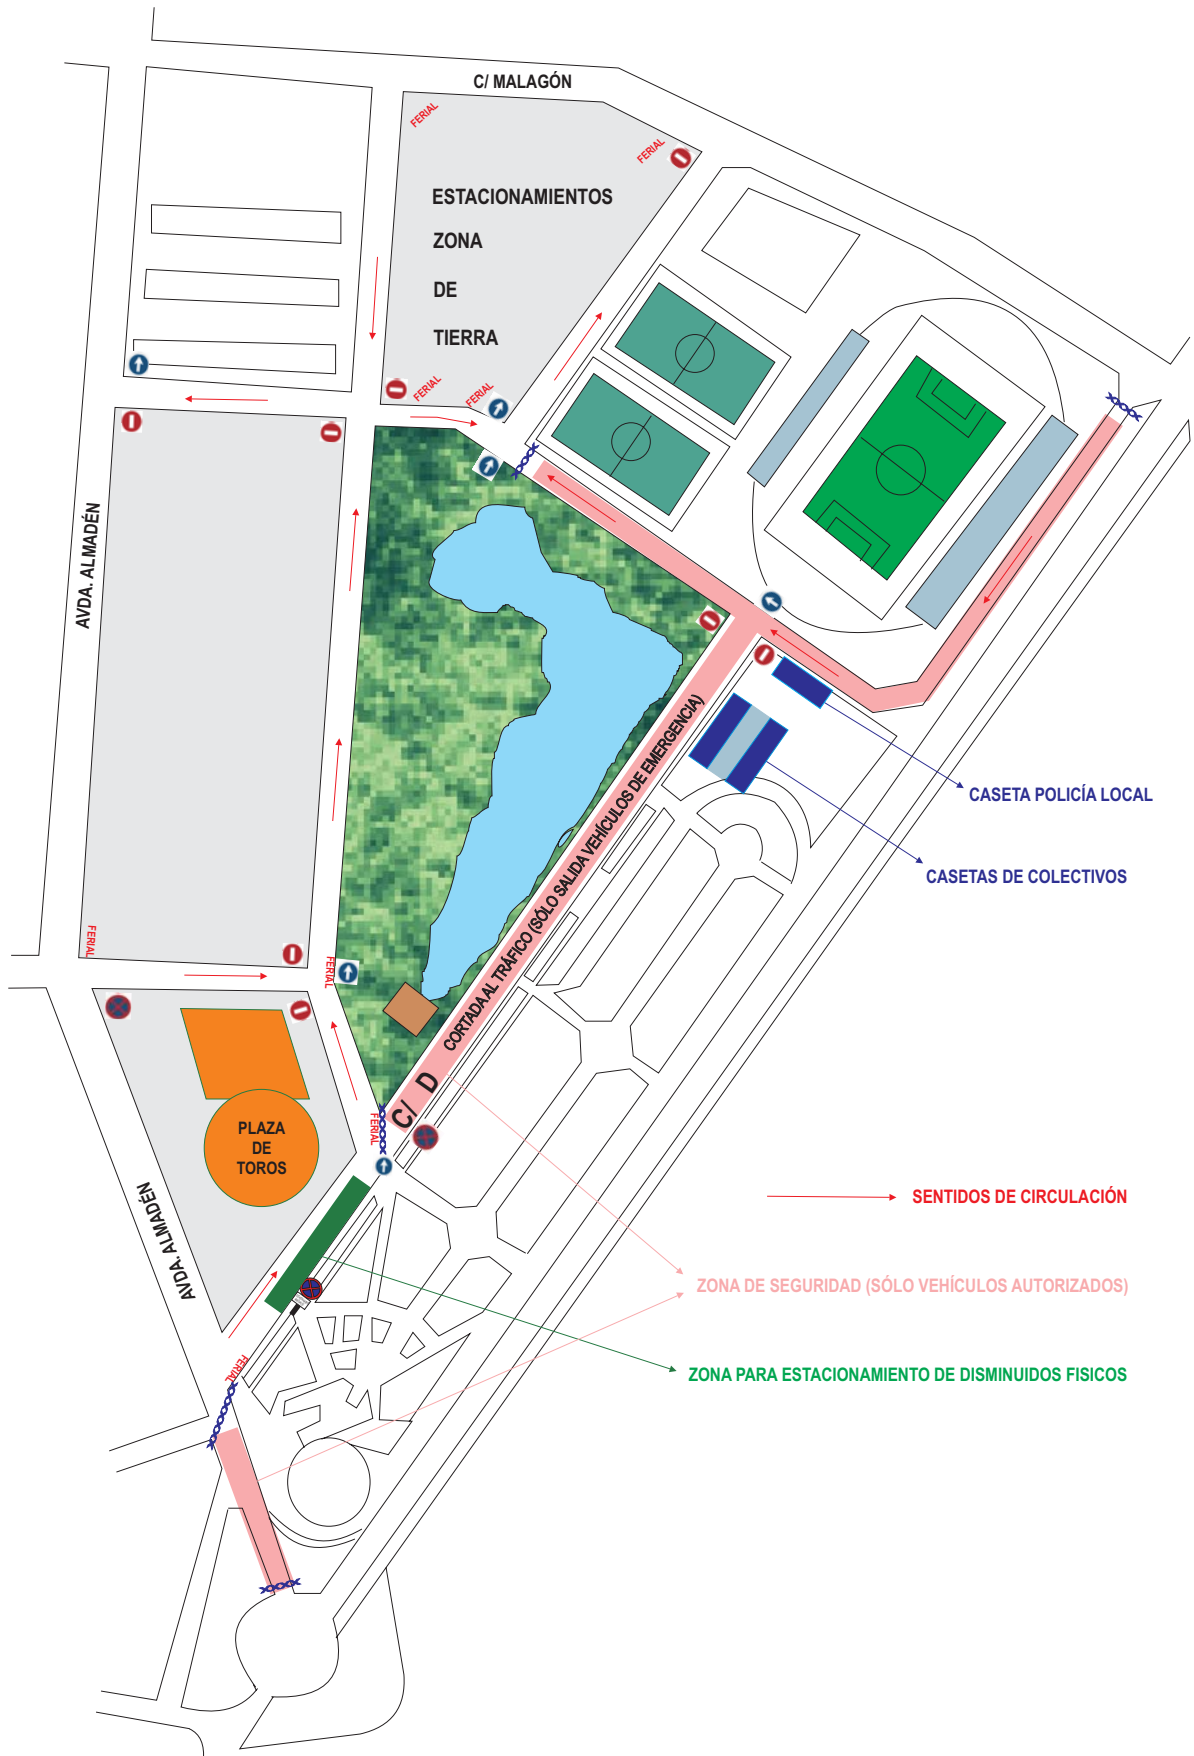 C/ MALAGÓN
FERIAL
FERIAL
ESTACIONAMIENTOS
ZONA
DE
TIERRA
FERIAL
FERIAL
AVDA. ALMADÉN
CORTADA AL TRÁFICO (SÓLO SALIDA VEHÍCULOS DE EMERGENCIA)
CASETA POLICÍA LOCAL
CASETAS DE COLECTIVOS
FERIAL
FERIAL
C/ D
FERIAL
PLAZA
DE
TOROS
AVDA. ALMADÉN
SENTIDOS DE CIRCULACIÓN
ZONA DE SEGURIDAD (SÓLO VEHÍCULOS AUTORIZADOS)
FERIAL
ZONA PARA ESTACIONAMIENTO DE DISMINUIDOS FISICOS